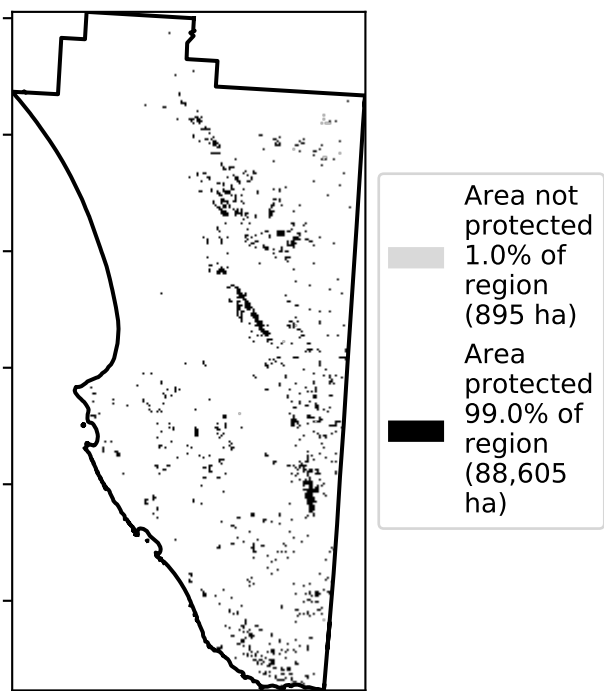 Area not
protected
1.0% of
region
(895 ha)
Area
protected
99.0% of
region
(88,605
ha)